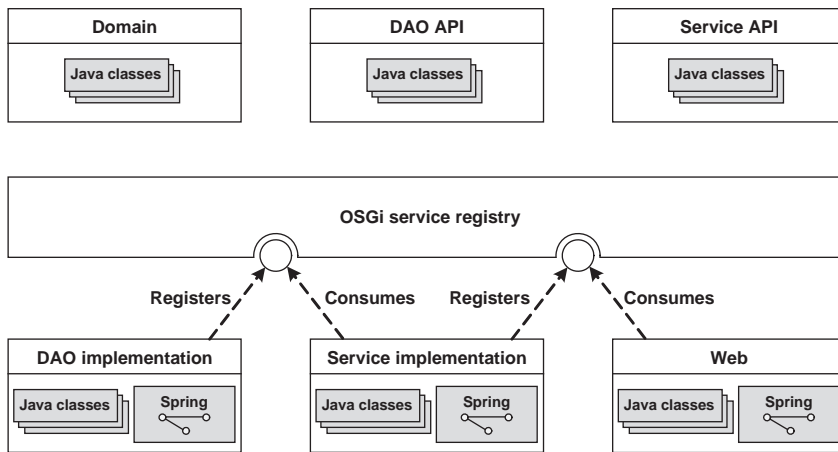 Domain
DAO API
Service API
Java classes
Java classes
Java classes
OSGi service registry
Registers
Consumes
Registers
Consumes
DAO implementation
Service implementation
Web
Java classes
Spring
Java classes
Spring
Java classes
Spring